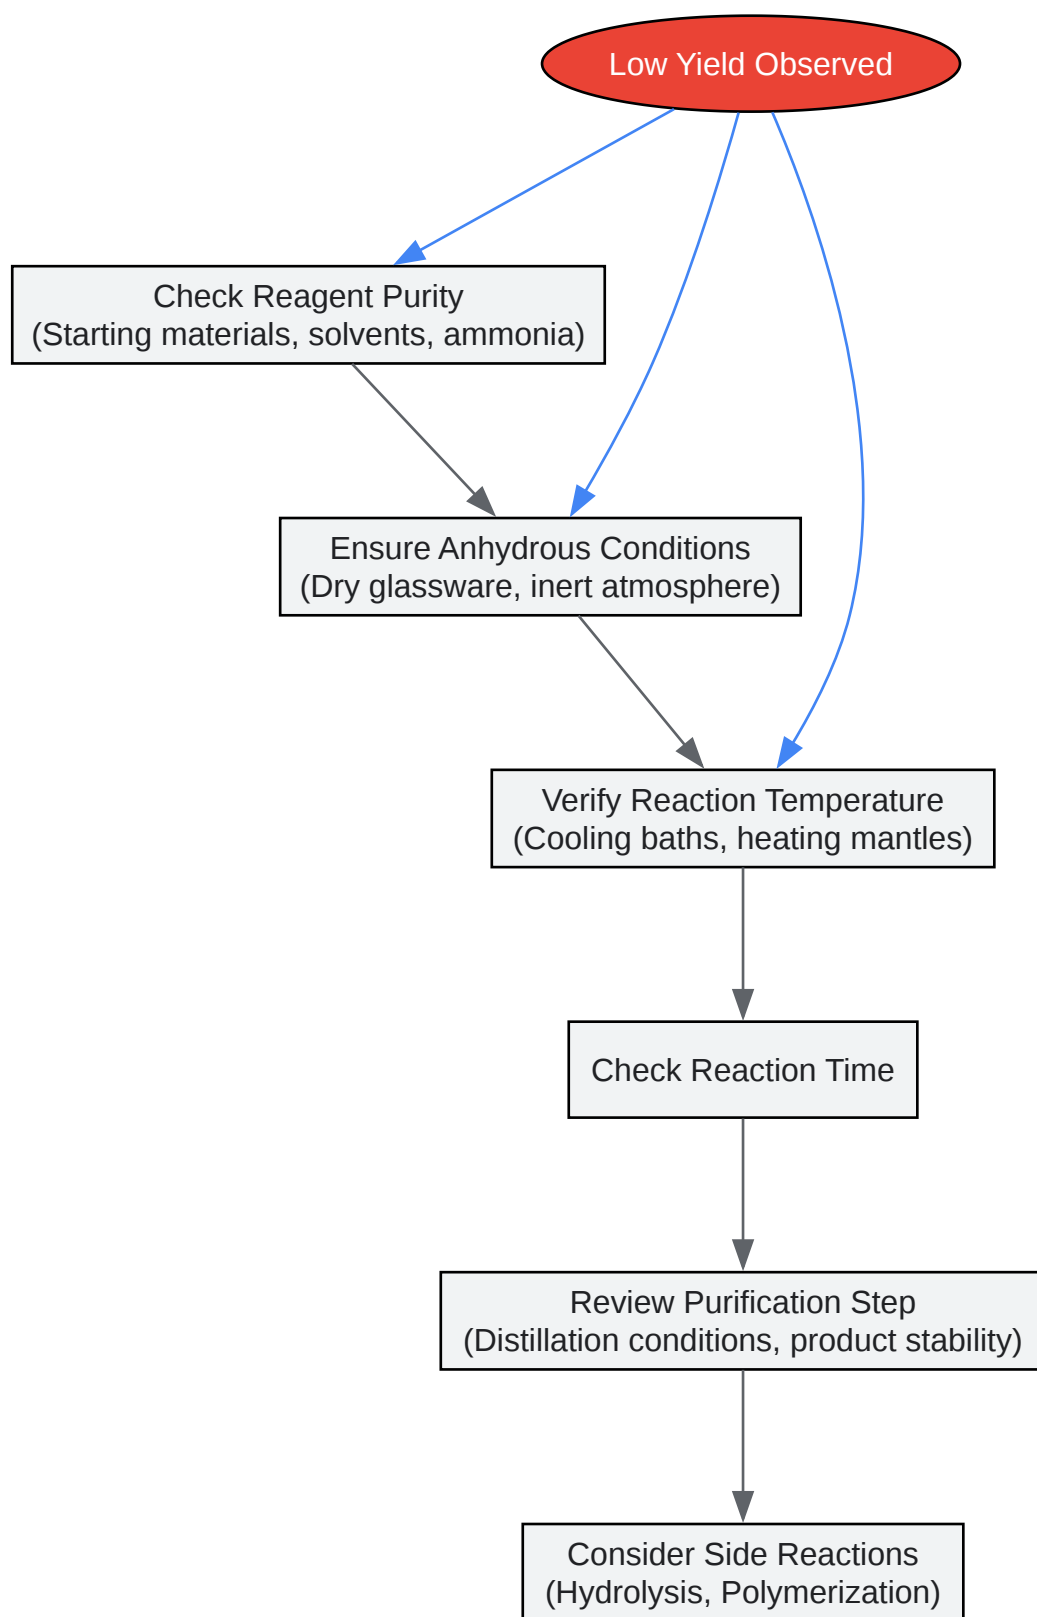 Low Yield Observed
Check Reagent Purity
(Starting materials, solvents, ammonia)
Ensure Anhydrous Conditions
(Dry glassware, inert atmosphere)
Verify Reaction Temperature
(Cooling baths, heating mantles)
Check Reaction Time
Review Purification Step
(Distillation conditions, product stability)
Consider Side Reactions
(Hydrolysis, Polymerization)